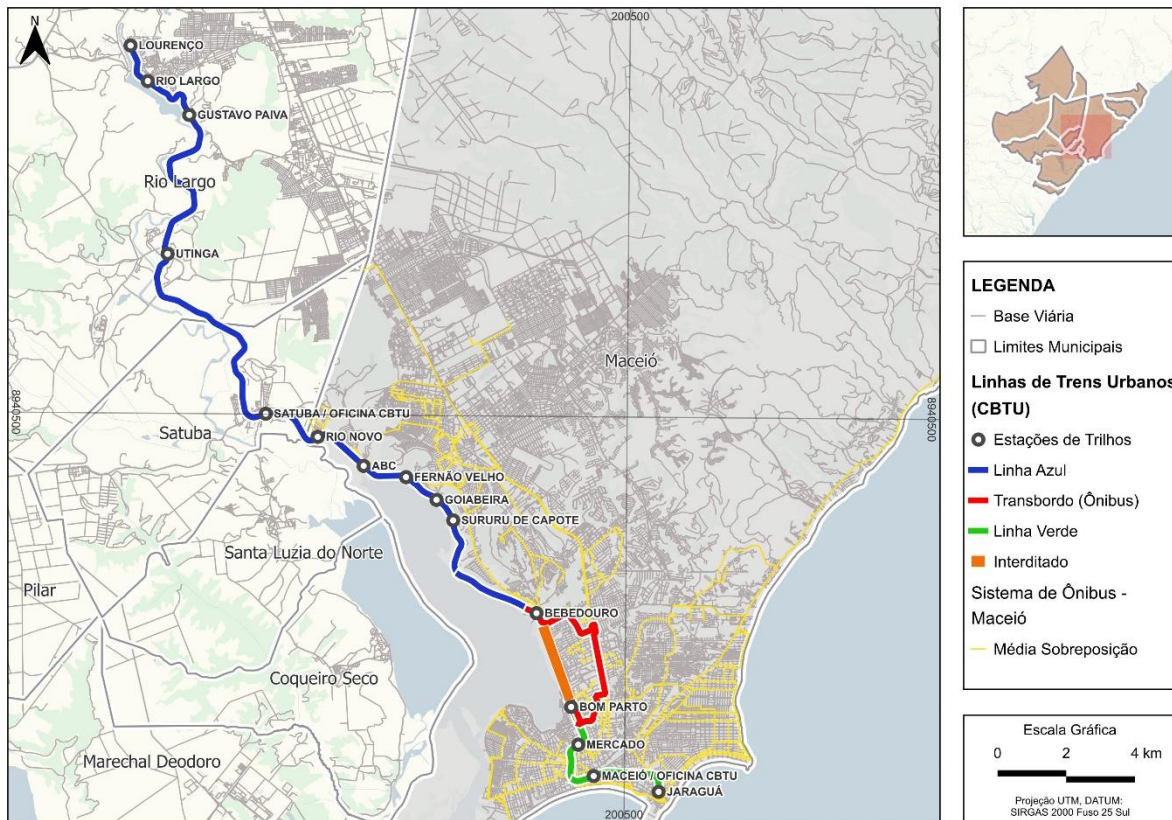 N
200500
LOURENÇO
RIO LARGO
GUSTAVO PAIVA
Rio Largo
UTINGA
Maceió
8940500
8940500
SATUBA / OFICINA CBTU
Satuba
RIO NOVO
ABC
FERNÃO VELHO
GOIABEIRA
SURURU DE CAPOTE
Santa Luzia do Norte
Pilar
BEBEDOURO
Coqueiro Seco
BOM PARTO
MERCADO
Marechal Deodoro
MACEIÓ / OFICINA CBTU
JARAGUÁ
200500
LEGENDA
Base Viária
Limites Municipais
Linhas de Trens Urbanos
(CBTU)
Estações de Trilhos
Linha Azul
Transbordo (Ônibus)
Linha Verde
Interditado
Sistema de Ônibus -
Maceió
Média Sobreposição
Escala Gráfica
0 2 4 km
Projeção UTM, DATUM:
SIRGAS 2000 Fuso 25 Sul